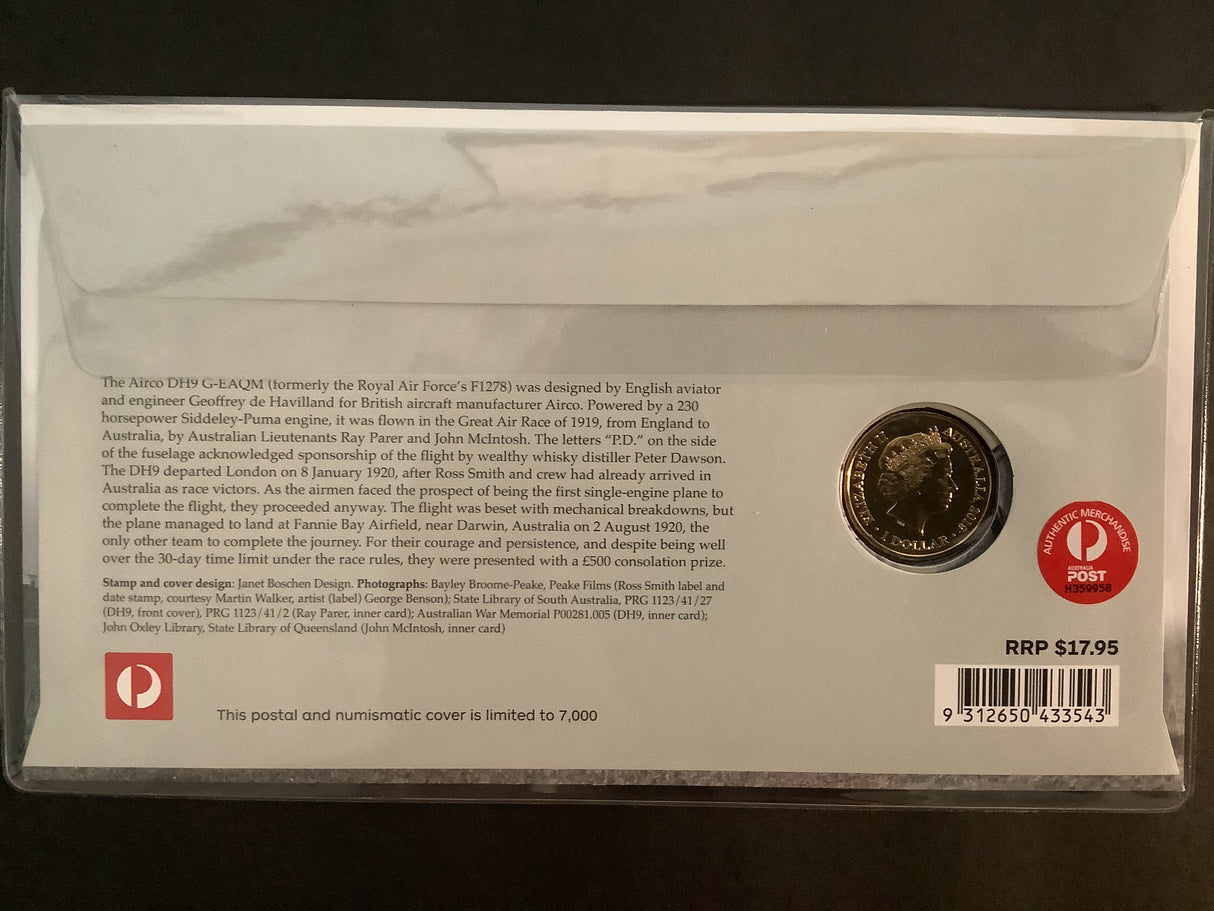 The Airco DH9 G-EAQM (formerly the Royal Air Force's F1278) was designed by English aviator
and engineer Geoffrey de Havilland for British aircraft manufacturer Airco. Powered by a 230
horsepower Siddeley-Puma engine, it was flown in the Great Air Race of 1919, from England to
Australia, by Australian Lieutenants Ray Parer and John McIntosh. The letters "P.D." on the side
of the fuselage acknowledged sponsorship of the flight by wealthy whisky distiller Peter Dawson.
The DH9 departed London on 8 January 1920, after Ross Smith and crew had already arrived in
Australia as race victors. As the airmen faced the prospect of being the first single-engine plane to
complete the flight, they proceeded anyway. The flight was beset with mechanical breakdowns, but
the plane managed to land at Fannie Bay Airfield, near Darwin, Australia on 2 August 1920, the
only other team to complete the journey. For their courage and persistence, and despite being well
over the 30-day time limit under the race rules, they were presented with a £500 consolation prize.
Stamp and cover design: Janet Boschen Design. Photographs: Bayley Broome-Peake, Peake Films (Ross Smith label and
date stamp, courtesy Martin Walker, artist (label) George Benson); State Library of South Australia, PRG 1123/41/27
(DH9, front cover), PRG 1123/41/2 (Ray Parer, inner card); Australian War Memorial P00281.005 (DH9, inner card);
John Oxley Library, State Library of Queensland (John McIntosh, inner card)
This postal and numismatic cover is limited to 7,000
ELIZABETH II AUSTRALIA 2019
1 DOLLAR
AUTHENTIC MERCHANDISE
AUSTRALIA
POST
H359958
RRP $17.95
9 312650 433543